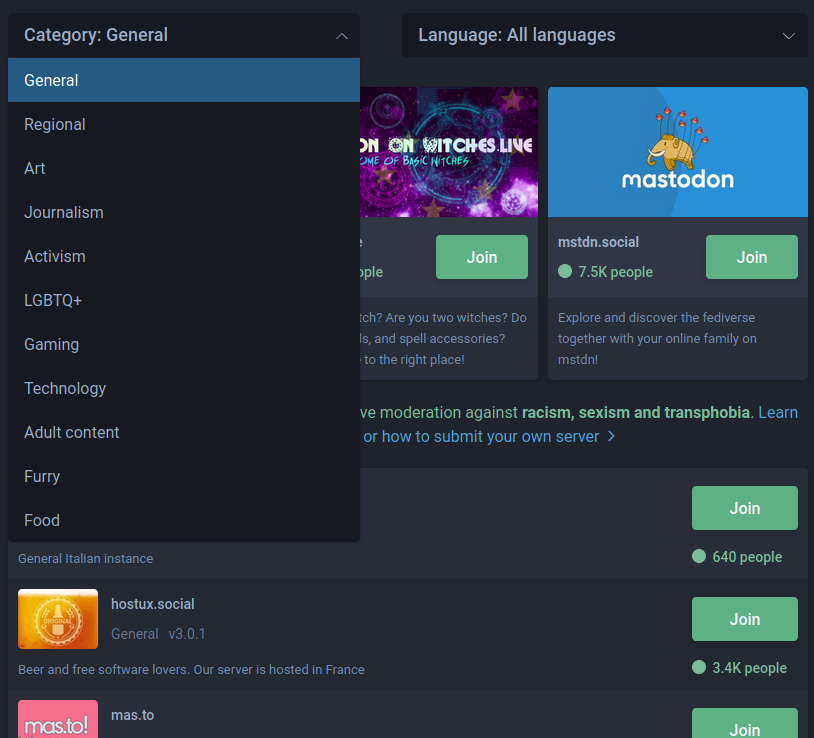 Category: General
Language: All languages
General
Regional
Art
Journalism
Activism
LGBTQ+
Gaming
Technology
Adult content
Furry
Food
ON ON WITCHES.LIVE
OME OF BASIC WITCHES
Join
ople
tch? Are you two witches? Do
ls, and spell accessories?
to the right place!
mastodon
mstdn.social
7.5K people
Join
Explore and discover the fediverse
together with your online family on
mstdn!
ve moderation against racism, sexism and transphobia. Learn
or how to submit your own server >
Join
General Italian instance
640 people
ORIGINAL
hostux.social
General v3.0.1
Join
Beer and free software lovers. Our server is hosted in France
3.4K people
mas.to!
mas.to
Join